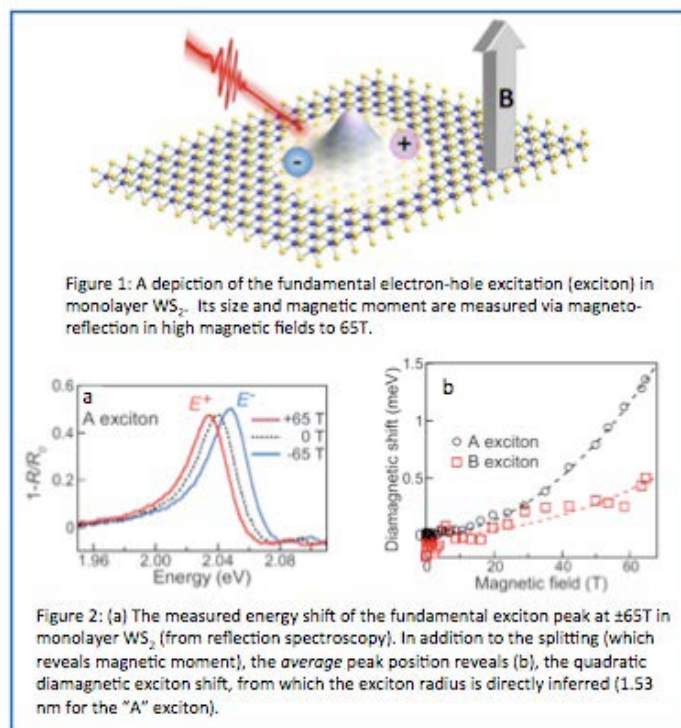 B
-
+
Figure 1: A depiction of the fundamental electron-hole excitation (exciton) in
monolayer WS2. Its size and magnetic moment are measured via magneto-
reflection in high magnetic fields to 65T.
a
A exciton
E+
E-
+65 T
0 T
-65 T
0.6
0.4
0.2
0
1-R/R0
1.96
2.00
2.04
2.08
Energy (eV)
b
1.5
1
0.5
Diamagnetic shift (meV)
A exciton
B exciton
0
20
40
60
Magnetic field (T)
Figure 2: (a) The measured energy shift of the fundamental exciton peak at ±65T in
monolayer WS2 (from reflection spectroscopy). In addition to the splitting (which
reveals magnetic moment), the average peak position reveals (b), the quadratic
diamagnetic exciton shift, from which the exciton radius is directly inferred (1.53
nm for the "A" exciton).